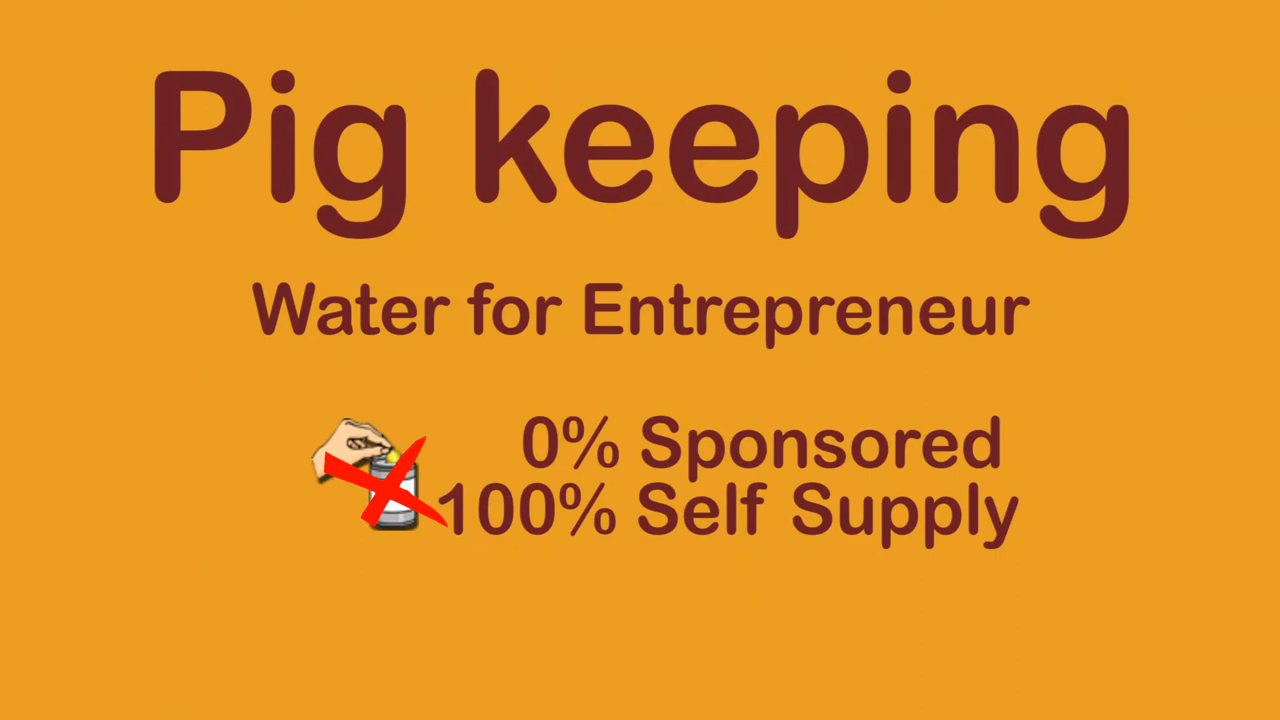 Pig keeping
Water for Entrepreneur
0% Sponsored
100% Self Supply